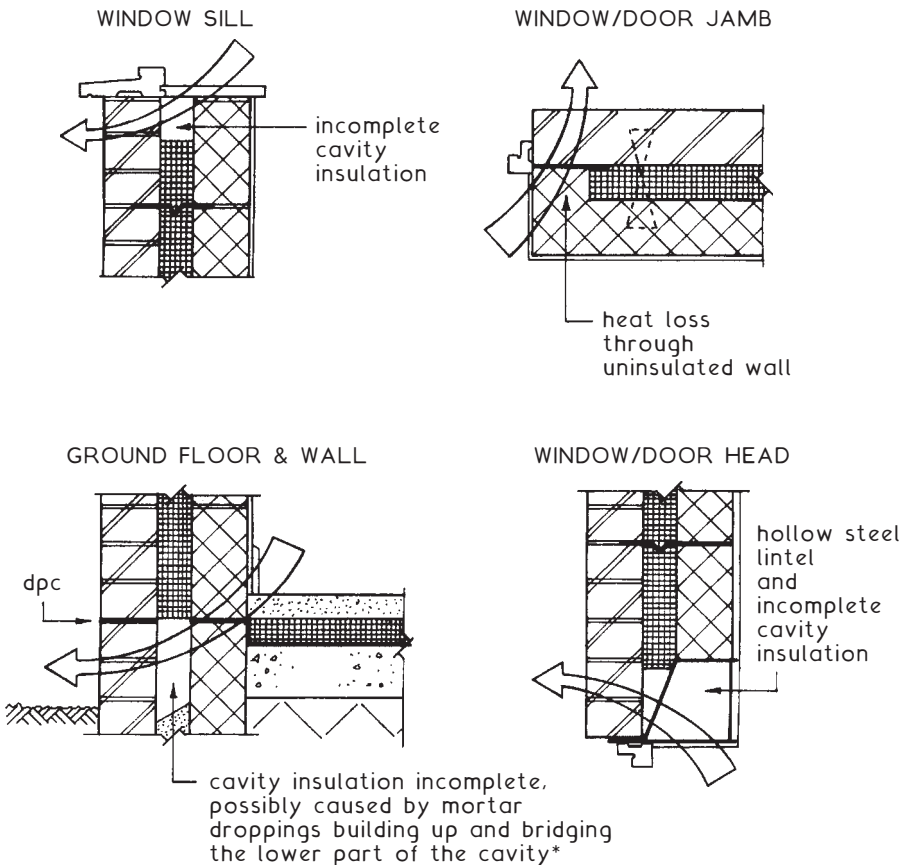 WINDOW SILL
incomplete
cavity
insulation
WINDOW/DOOR JAMB
heat loss
through
uninsulated wall
GROUND FLOOR & WALL
dpc
cavity insulation incomplete,
possibly caused by mortar
droppings building up and bridging
the lower part of the cavity*
WINDOW/DOOR HEAD
hollow steel
lintel
and
incomplete
cavity
insulation